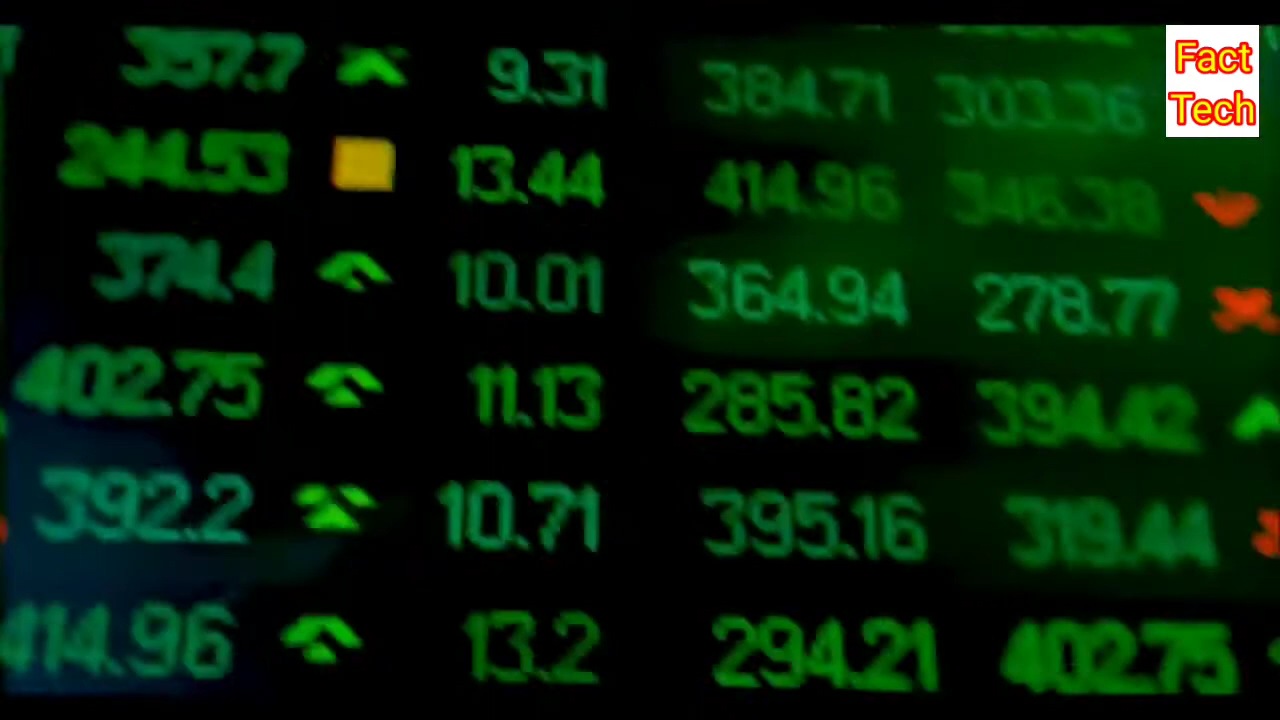 Fact
Tech
357.7 9.31 384.71 303.36
244.53 13.44 414.96 346.38
374.4 10.01 364.94 278.77
402.75 11.13 285.82 394.42
392.2 10.71 395.16 319.44
414.96 13.2 294.21 402.75